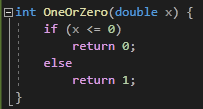 int OneOrZero(double x) {
    if (x <= 0)
        return 0;
    else
        return 1;
}